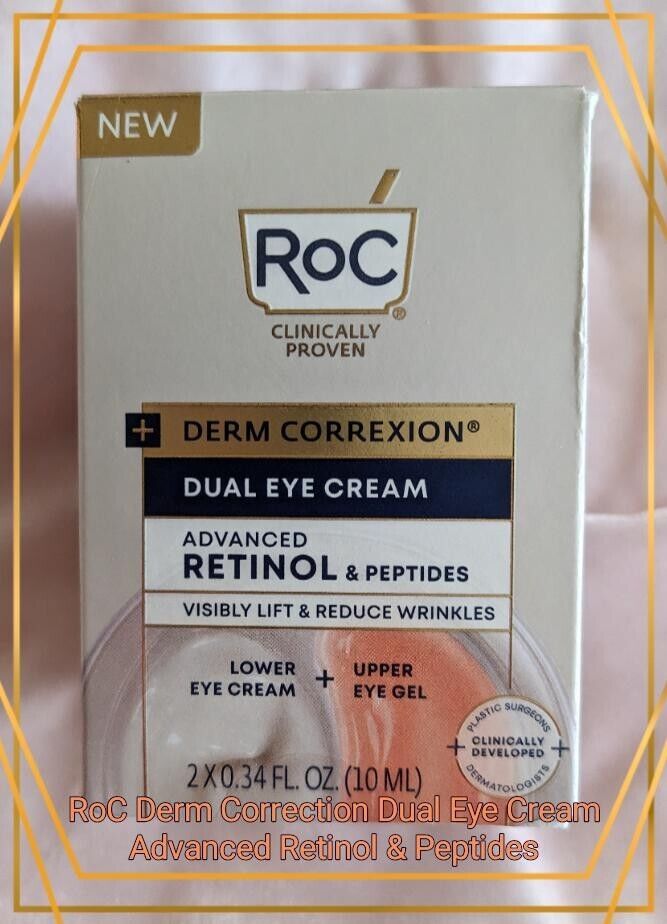 NEW
RoC®
CLINICALLY
PROVEN
+ DERM CORREXION®
DUAL EYE CREAM
ADVANCED
RETINOL & PEPTIDES
VISIBLY LIFT & REDUCE WRINKLES
LOWER
EYE CREAM
+
UPPER
EYE GEL
PLASTIC SURGEONS
+ CLINICALLY
DEVELOPED +
DERMATOLOGISTS
2 X 0.34 FL. OZ. (10 ML)
RoC Derm Correction Dual Eye Cream
Advanced Retinol & Peptides